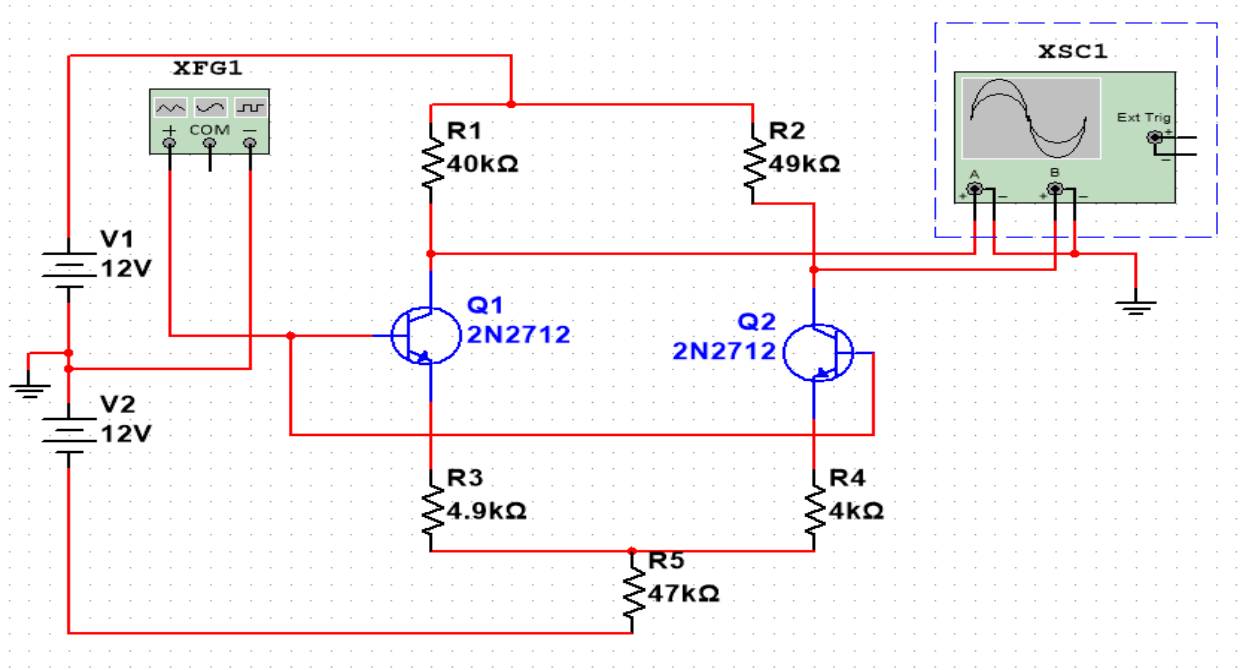 XFG1
+ COM −
V1
12V
V2
12V
R1
40kΩ
R2
49kΩ
Q1
2N2712
Q2
2N2712
R3
4.9kΩ
R4
4kΩ
R5
47kΩ
XSC1
Ext Trig
+
−
A
B
+ − + −